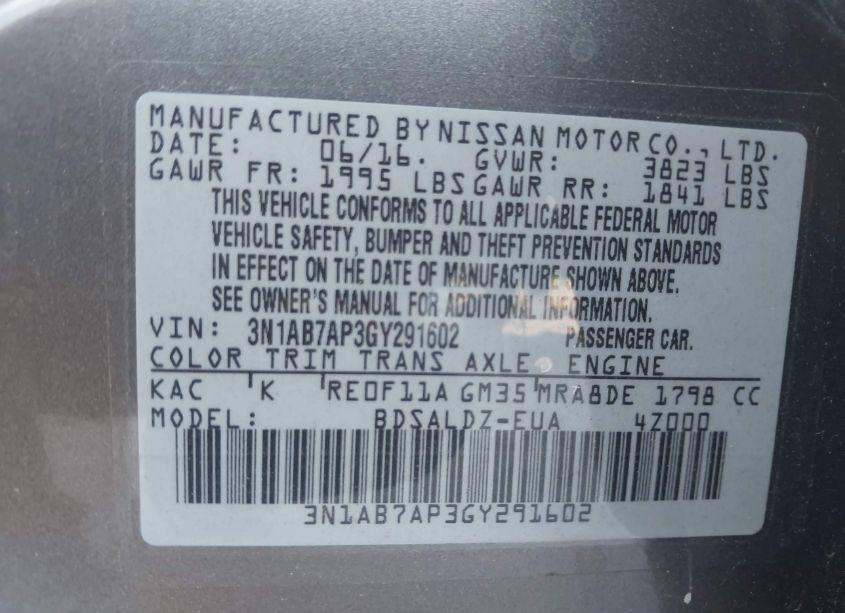 MANUFACTURED BY NISSAN MOTOR CO., LTD.
DATE: 06/16. GVWR: 3823 LBS
GAWR FR: 1995 LBS GAWR RR: 1841 LBS
THIS VEHICLE CONFORMS TO ALL APPLICABLE FEDERAL MOTOR
VEHICLE SAFETY, BUMPER AND THEFT PREVENTION STANDARDS
IN EFFECT ON THE DATE OF MANUFACTURE SHOWN ABOVE.
SEE OWNER'S MANUAL FOR ADDITIONAL INFORMATION.
VIN: 3N1AB7AP3GY291602 PASSENGER CAR.
COLOR TRIM TRANS AXLE ENGINE
KAC K RE0F11A GM35 MRA8DE 1798 CC
MODEL: BDSALDZ-EUA 4Z000
3N1AB7AP3GY291602